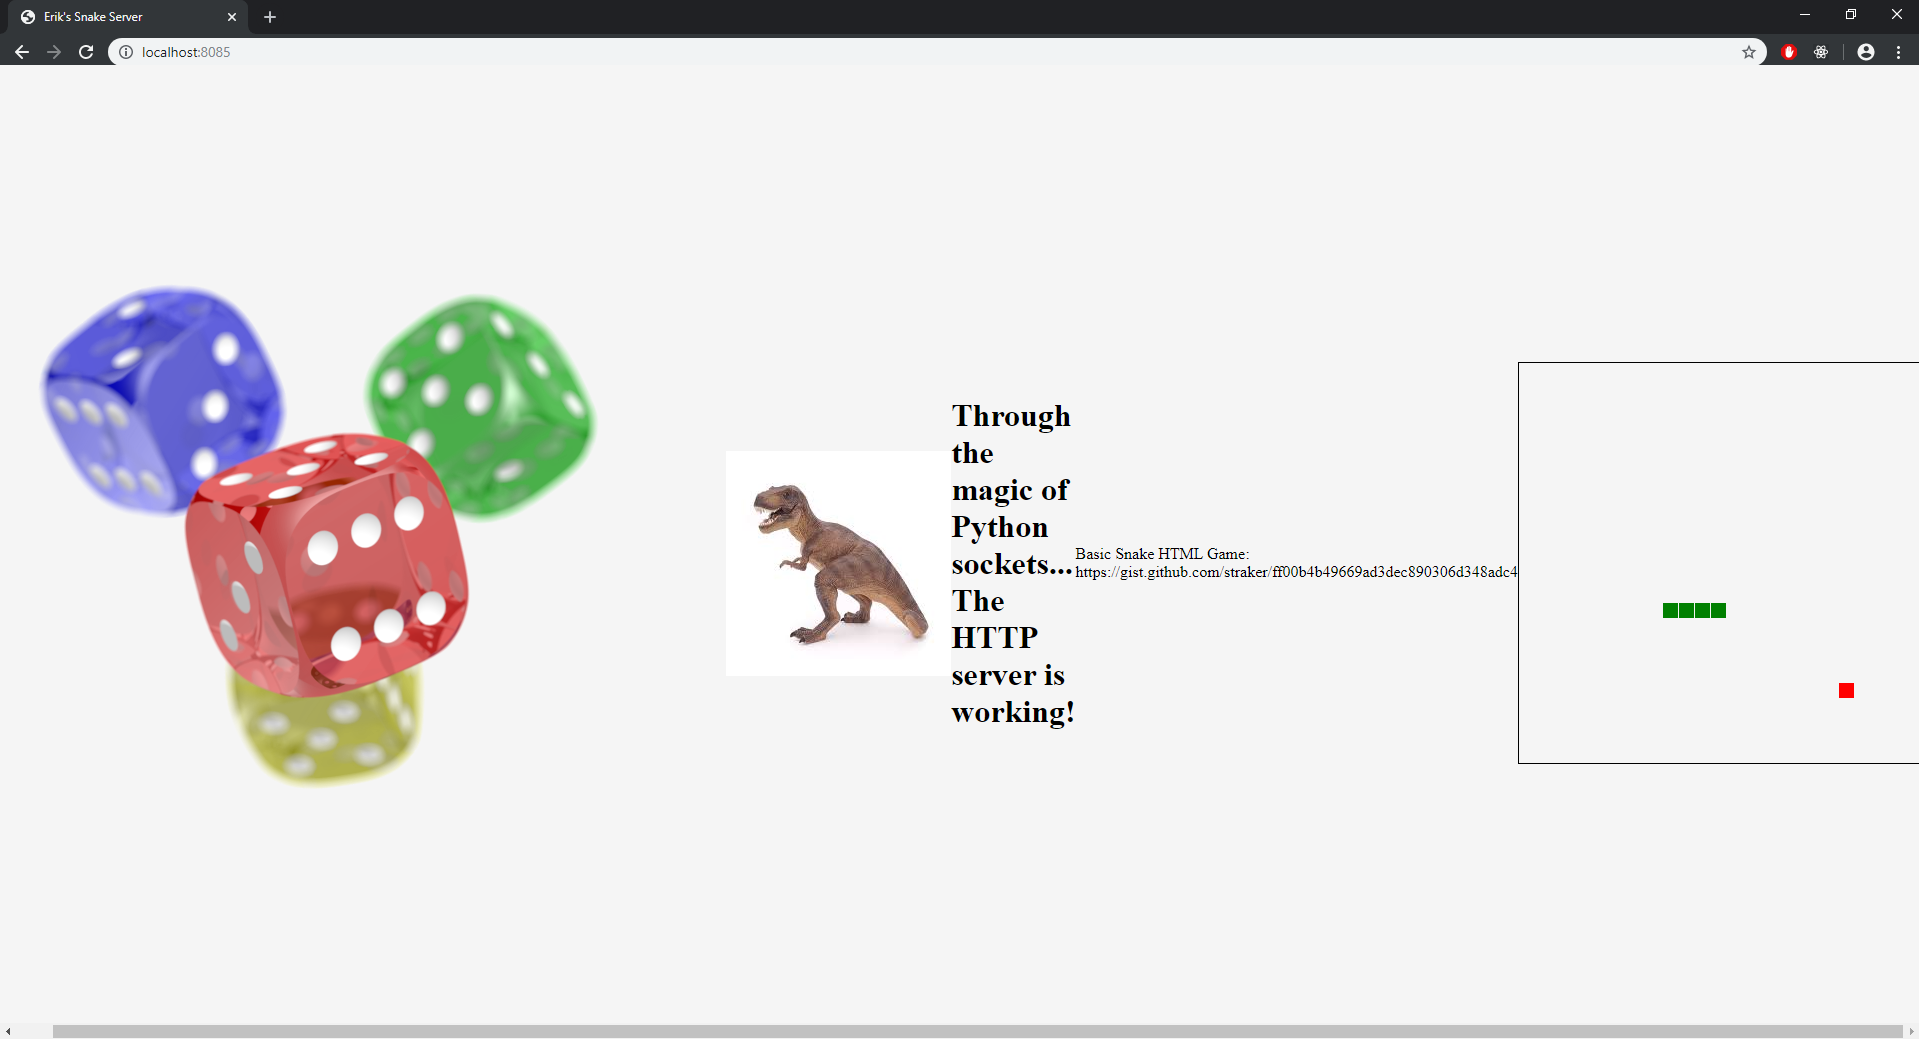 Erik's Snake Server
localhost:8085
Through
the
magic of
Python
sockets...
The
HTTP
server is
working!
Basic Snake HTML Game:
https://gist.github.com/straker/ff00b4b49669ad3dec890306d348adc4